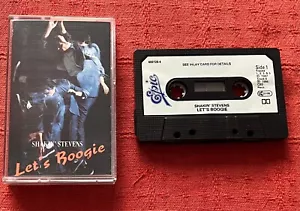 SHAKIN' STEVENS
Let's Boogie
SEE INLAY CARD FOR DETAILS
Side 1
Epic
SHAKIN' STEVENS
LET'S BOOGIE